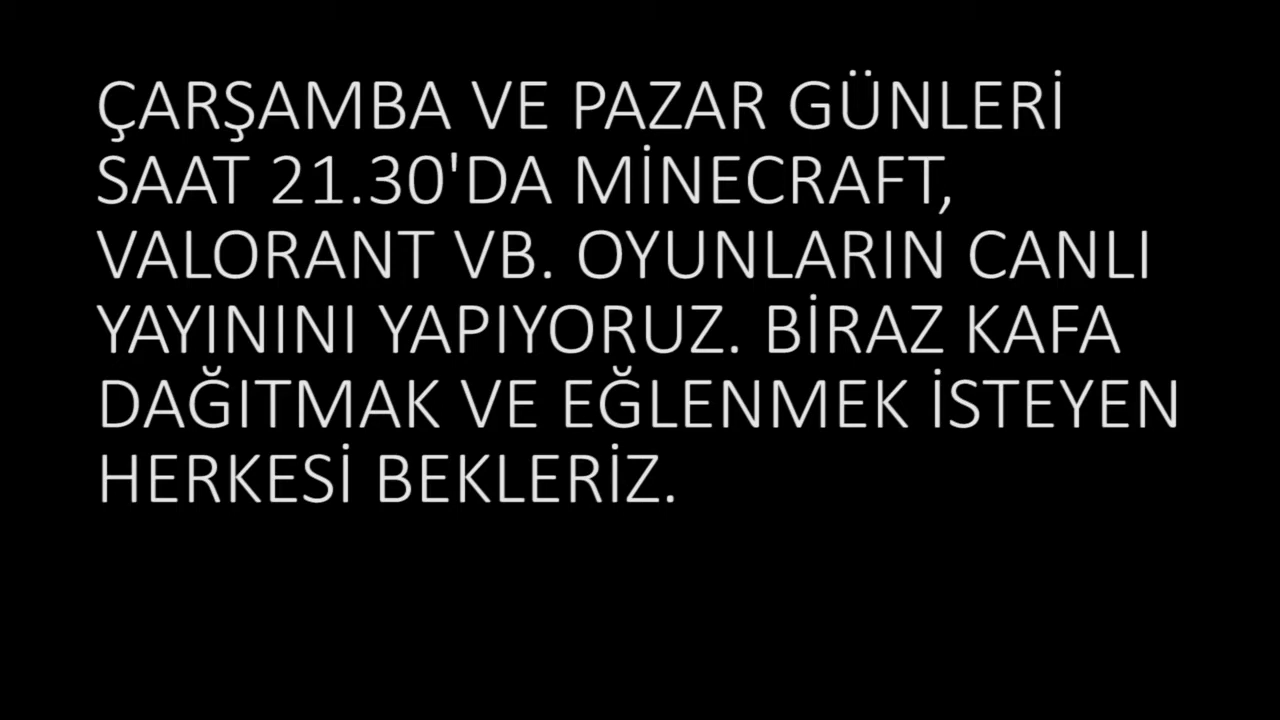 ÇARŞAMBA VE PAZAR GÜNLERİ
SAAT 21.30'DA MİNECRAFT,
VALORANT VB. OYUNLARIN CANLI
YAYININI YAPIYORUZ. BİRAZ KAFA
DAĞITMAK VE EĞLENMEK İSTEYEN
HERKESİ BEKLERİZ.